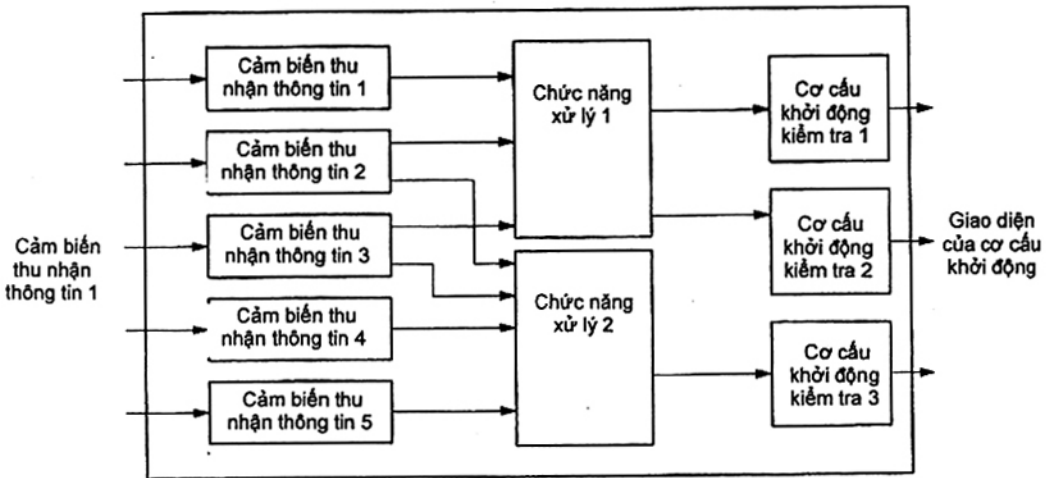 Cảm biến
thu nhận
thông tin 1
Cảm biến thu
nhận thông tin 1
Cảm biến thu
nhận thông tin 2
Cảm biến thu
nhận thông tin 3
Cảm biến thu
nhận thông tin 4
Cảm biến thu
nhận thông tin 5
Chức năng
xử lý 1
Chức năng
xử lý 2
Cơ cấu
khởi động
kiểm tra 1
Cơ cấu
khởi động
kiểm tra 2
Cơ cấu
khởi động
kiểm tra 3
Giao diện
của cơ cấu
khởi động